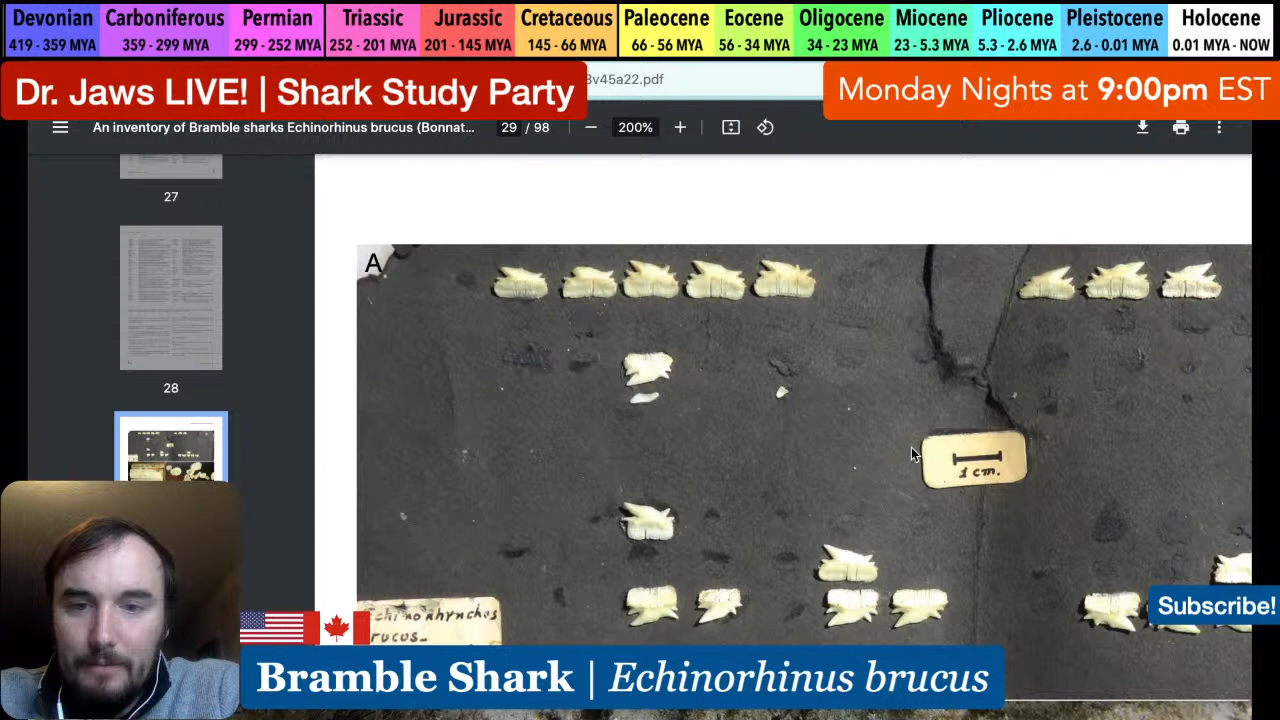 Devonian Carboniferous Permian Triassic Jurassic Cretaceous Paleocene Eocene Oligocene Miocene Pliocene Pleistocene Holocene
419 - 359 MYA 359 - 299 MYA 299 - 252 MYA 252 - 201 MYA 201 - 145 MYA 145 - 66 MYA 66 - 56 MYA 56 - 34 MYA 34 - 23 MYA 23 - 5.3 MYA 5.3 - 2.6 MYA 2.6 - 0.01 MYA 0.01 MYA - NOW
Dr. Jaws LIVE! | Shark Study Party
3v45a22.pdf
Monday Nights at 9:00pm EST
An inventory of Bramble sharks Echinorhinus brucus (Bonnat...
29 / 98
200%
27
28
A
1 cm.
chinorhynchus
rucus-
Subscribe!
Bramble Shark | Echinorhinus brucus